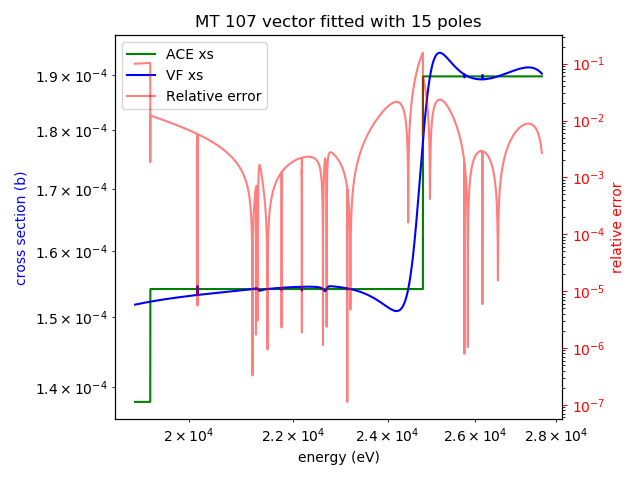 MT 107 vector fitted with 15 poles
ACE xs
VF xs
Relative error
1.9 × 10⁻⁴
1.8 × 10⁻⁴
1.7 × 10⁻⁴
1.6 × 10⁻⁴
1.5 × 10⁻⁴
1.4 × 10⁻⁴
cross section (b)
10⁻¹
10⁻²
10⁻³
10⁻⁴
10⁻⁵
10⁻⁶
10⁻⁷
relative error
2 × 10⁴ 2.2 × 10⁴ 2.4 × 10⁴ 2.6 × 10⁴ 2.8 × 10⁴
energy (eV)